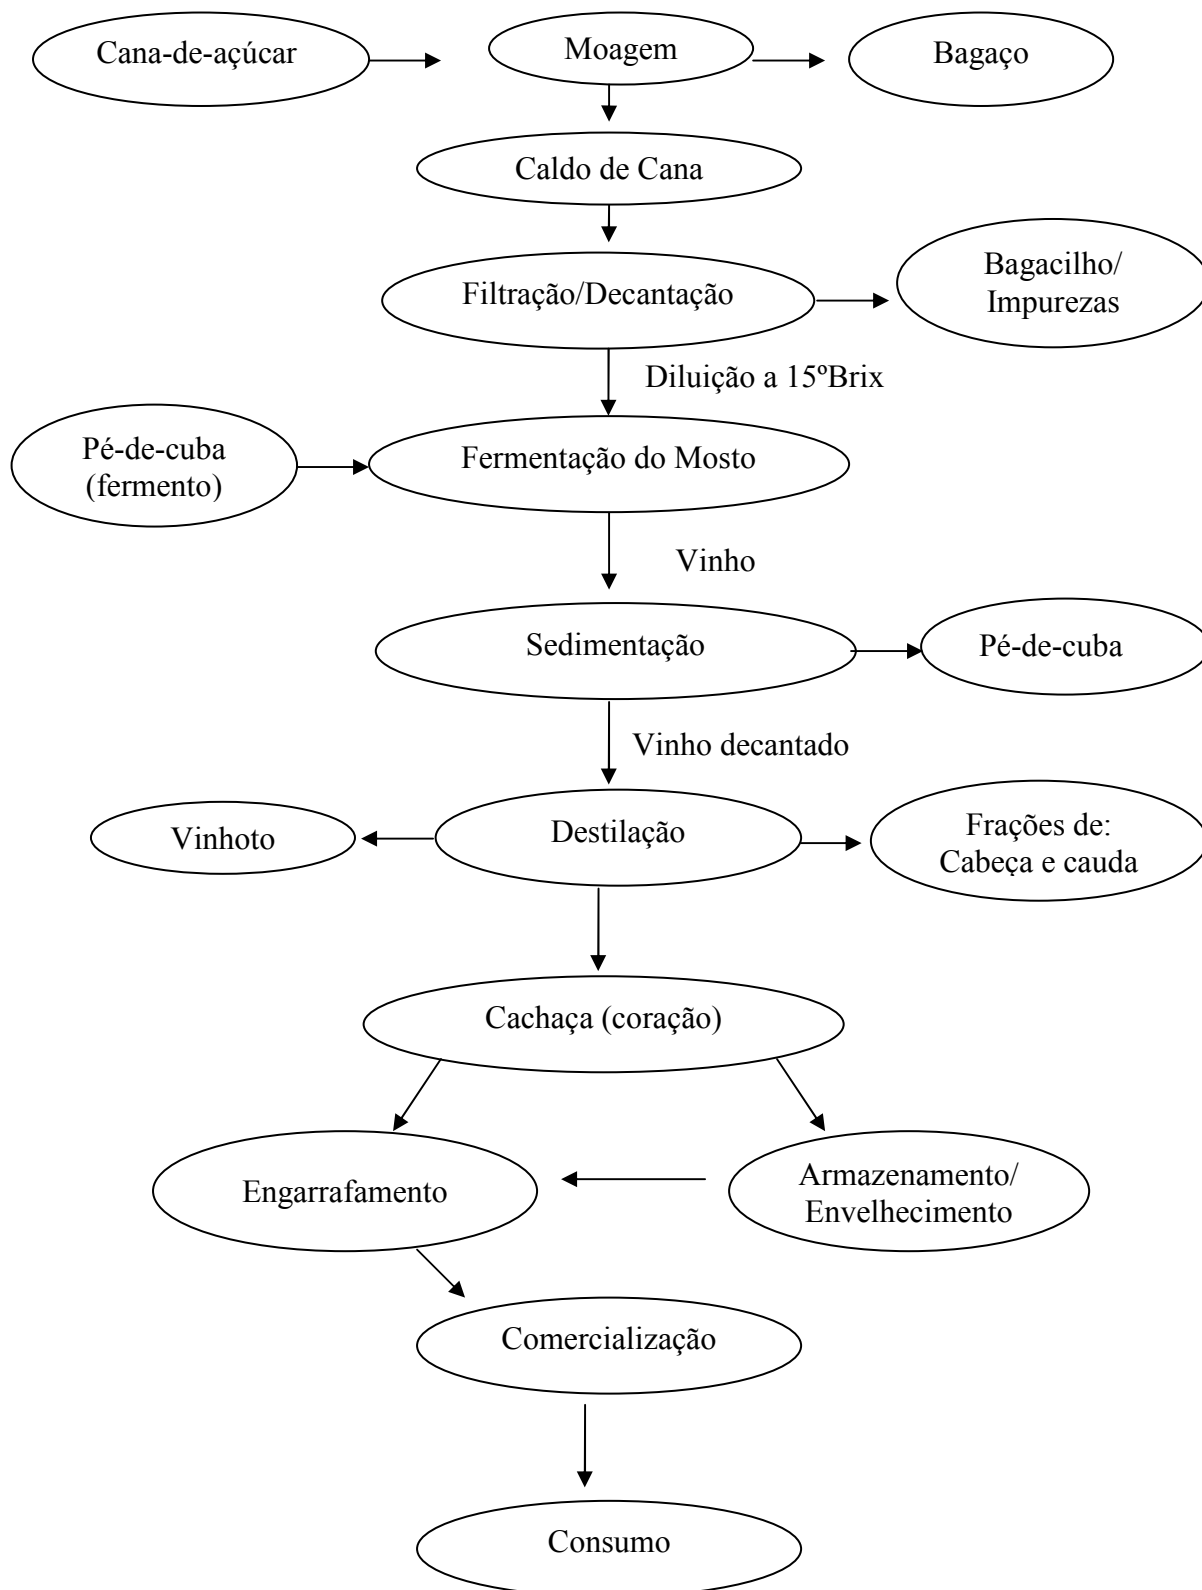 Cana-de-açúcar
Moagem
Bagaço
Caldo de Cana
Filtração/Decantação
Bagacilho/
Impurezas
Diluição a 15ºBrix
Pé-de-cuba
(fermento)
Fermentação do Mosto
Vinho
Sedimentação
Pé-de-cuba
Vinho decantado
Vinhoto
Destilação
Frações de:
Cabeça e cauda
Cachaça (coração)
Engarrafamento
Armazenamento/
Envelhecimento
Comercialização
Consumo